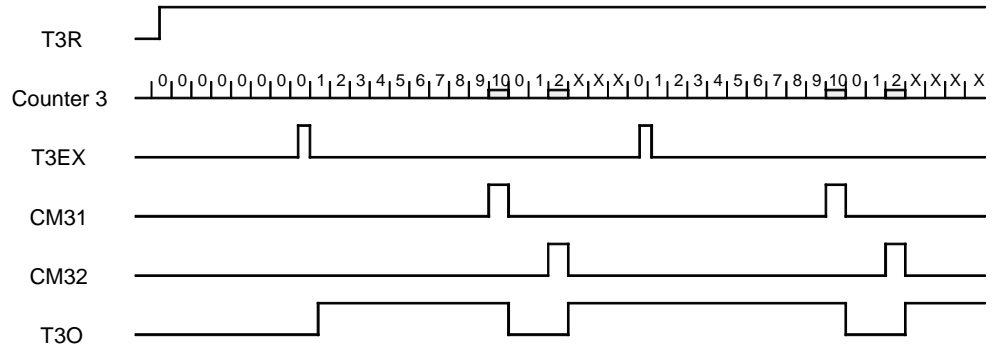 T3R
Counter 3 0 0 0 0 0 0 0 0 1 2 3 4 5 6 7 8 9 10 0 1 2 X X X 0 1 2 3 4 5 6 7 8 9 10 0 1 2 X X X X
T3EX
CM31
CM32
T3O